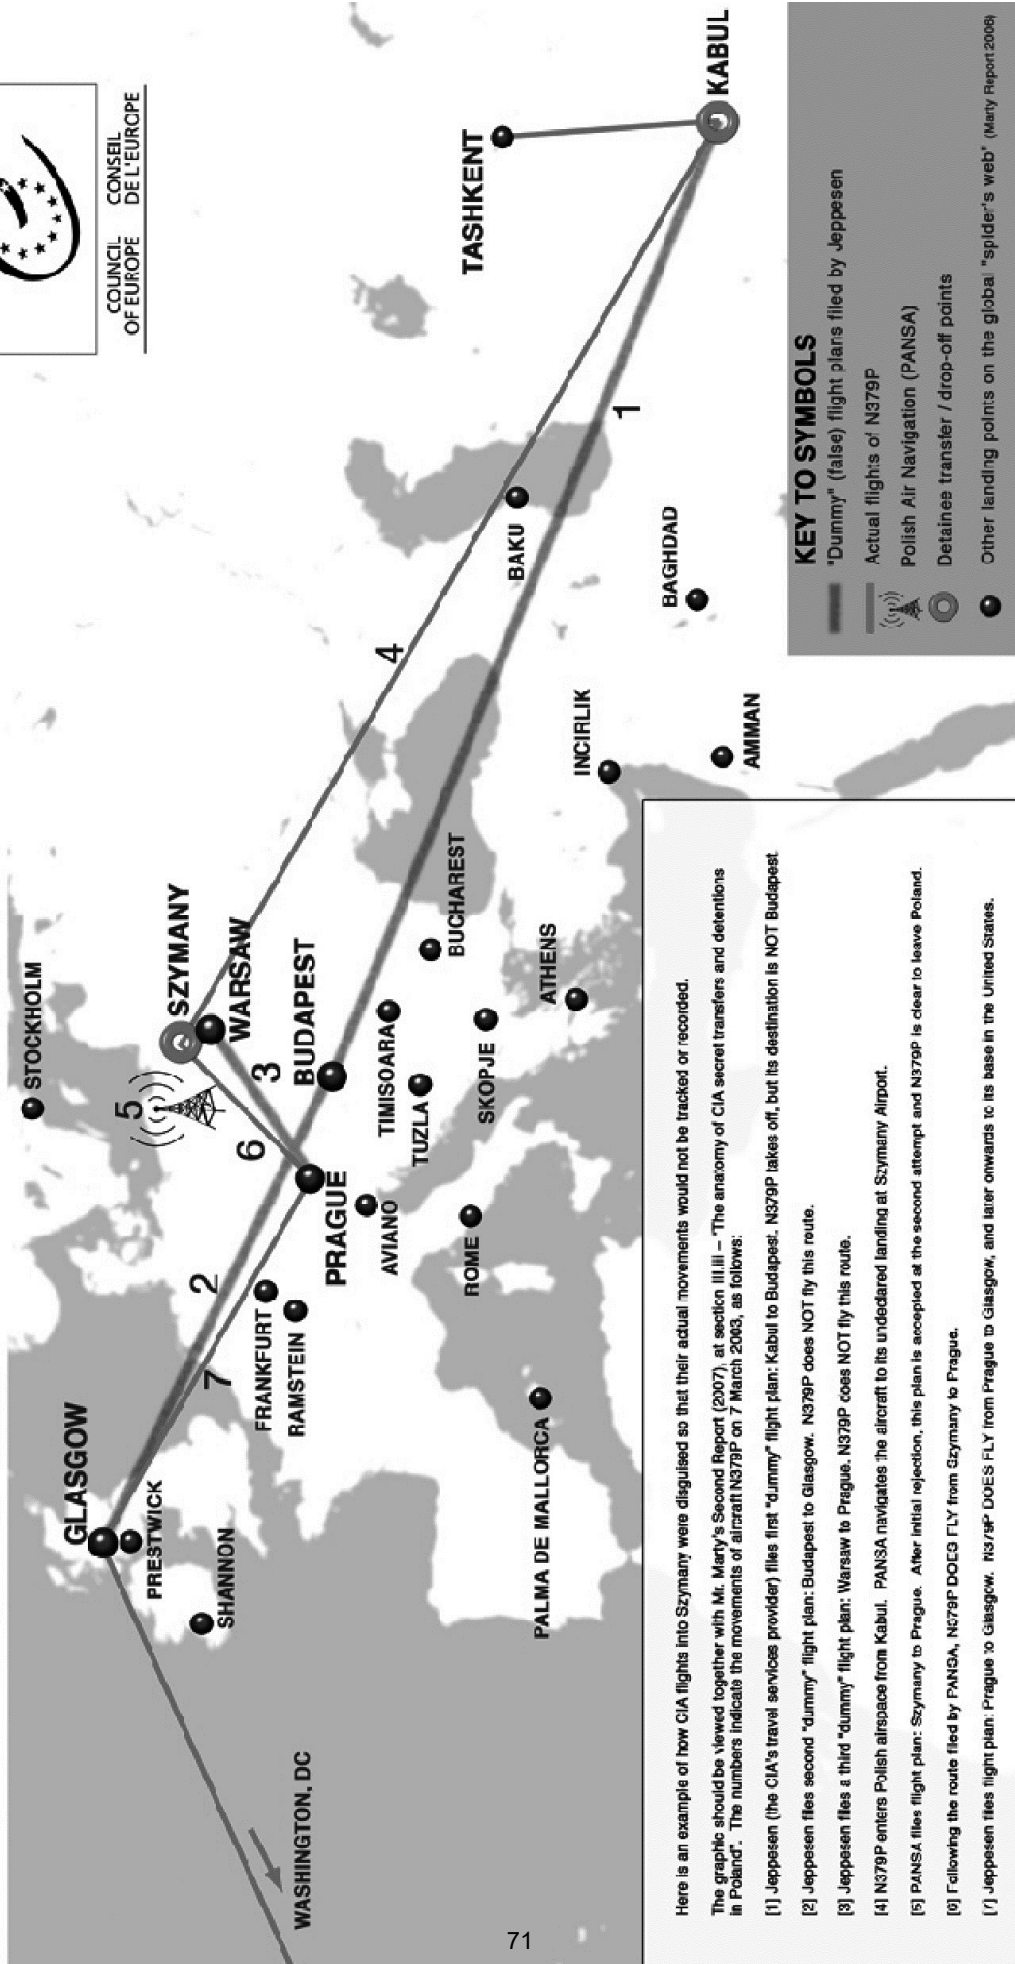 COUNCIL OF EUROPE
CONSEIL DE L'EUROPE
STOCKHOLM
GLASGOW
PRESTWICK
SHANNON
WASHINGTON, DC
SZYMANY
WARSAW
BUDAPEST
PRAGUE
FRANKFURT
RAMSTEIN
AVIANO
TIMISOARA
TUZLA
BUCHAREST
SKOPJE
ATHENS
ROME
PALMA DE MALLORCA
INCIRLIK
AMMAN
BAGHDAD
BAKU
TASHKENT
KABUL
1
2
3
4
5
6
7
KEY TO SYMBOLS
"Dummy" (false) flight plans filed by Jeppesen
Actual flights of N379P
Polish Air Navigation (PANSA)
Detainee transfer / drop-off points
Other landing points on the global "spider's web" (Marty Report 2006)
Here is an example of how CIA flights into Szymany were disguised so that their actual movements would not be tracked or recorded.
The graphic should be viewed together with Mr. Marty's Second Report (2007), at section III.iii – "The anatomy of CIA secret transfers and detentions
in Poland". The numbers indicate the movements of aircraft N379P on 7 March 2003, as follows:
[1] Jeppesen (the CIA's travel services provider) files first "dummy" flight plan: Kabul to Budapest. N379P takes off, but its destination is NOT Budapest
[2] Jeppesen files second "dummy" flight plan: Budapest to Glasgow. N379P does NOT fly this route.
[3] Jeppesen files a third "dummy" flight plan: Warsaw to Prague. N379P does NOT fly this route.
[4] N379P enters Polish airspace from Kabul. PANSA navigates the aircraft to its undeclared landing at Szymany Airport.
[5] PANSA files flight plan: Szymany to Prague. After initial rejection, this plan is accepted at the second attempt and N379P is clear to leave Poland.
[6] Following the route filed by PANSA, N379P DOES FLY from Szymany to Prague.
[7] Jeppesen files flight plan: Prague to Glasgow. N379P DOES FLY from Prague to Glasgow, and later onwards to its base in the United States.
71